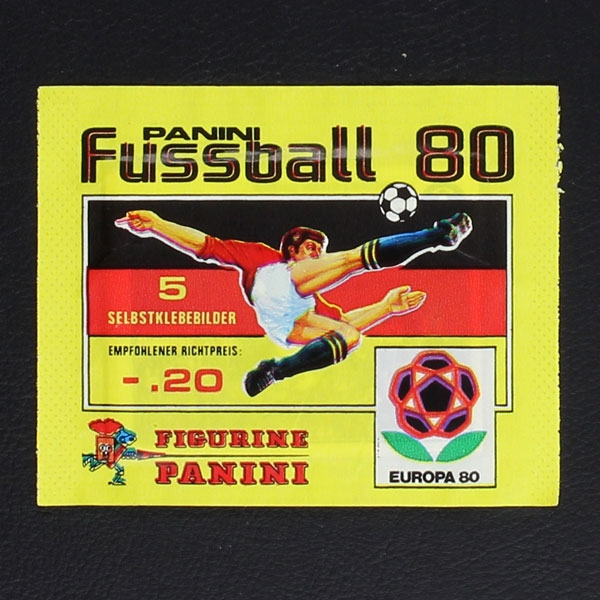 PANINI
Fussball 80
5
SELBSTKLEBEBILDER
EMPFOHLENER RICHTPREIS:
-.20
FIGURINE
PANINI
EUROPA 80